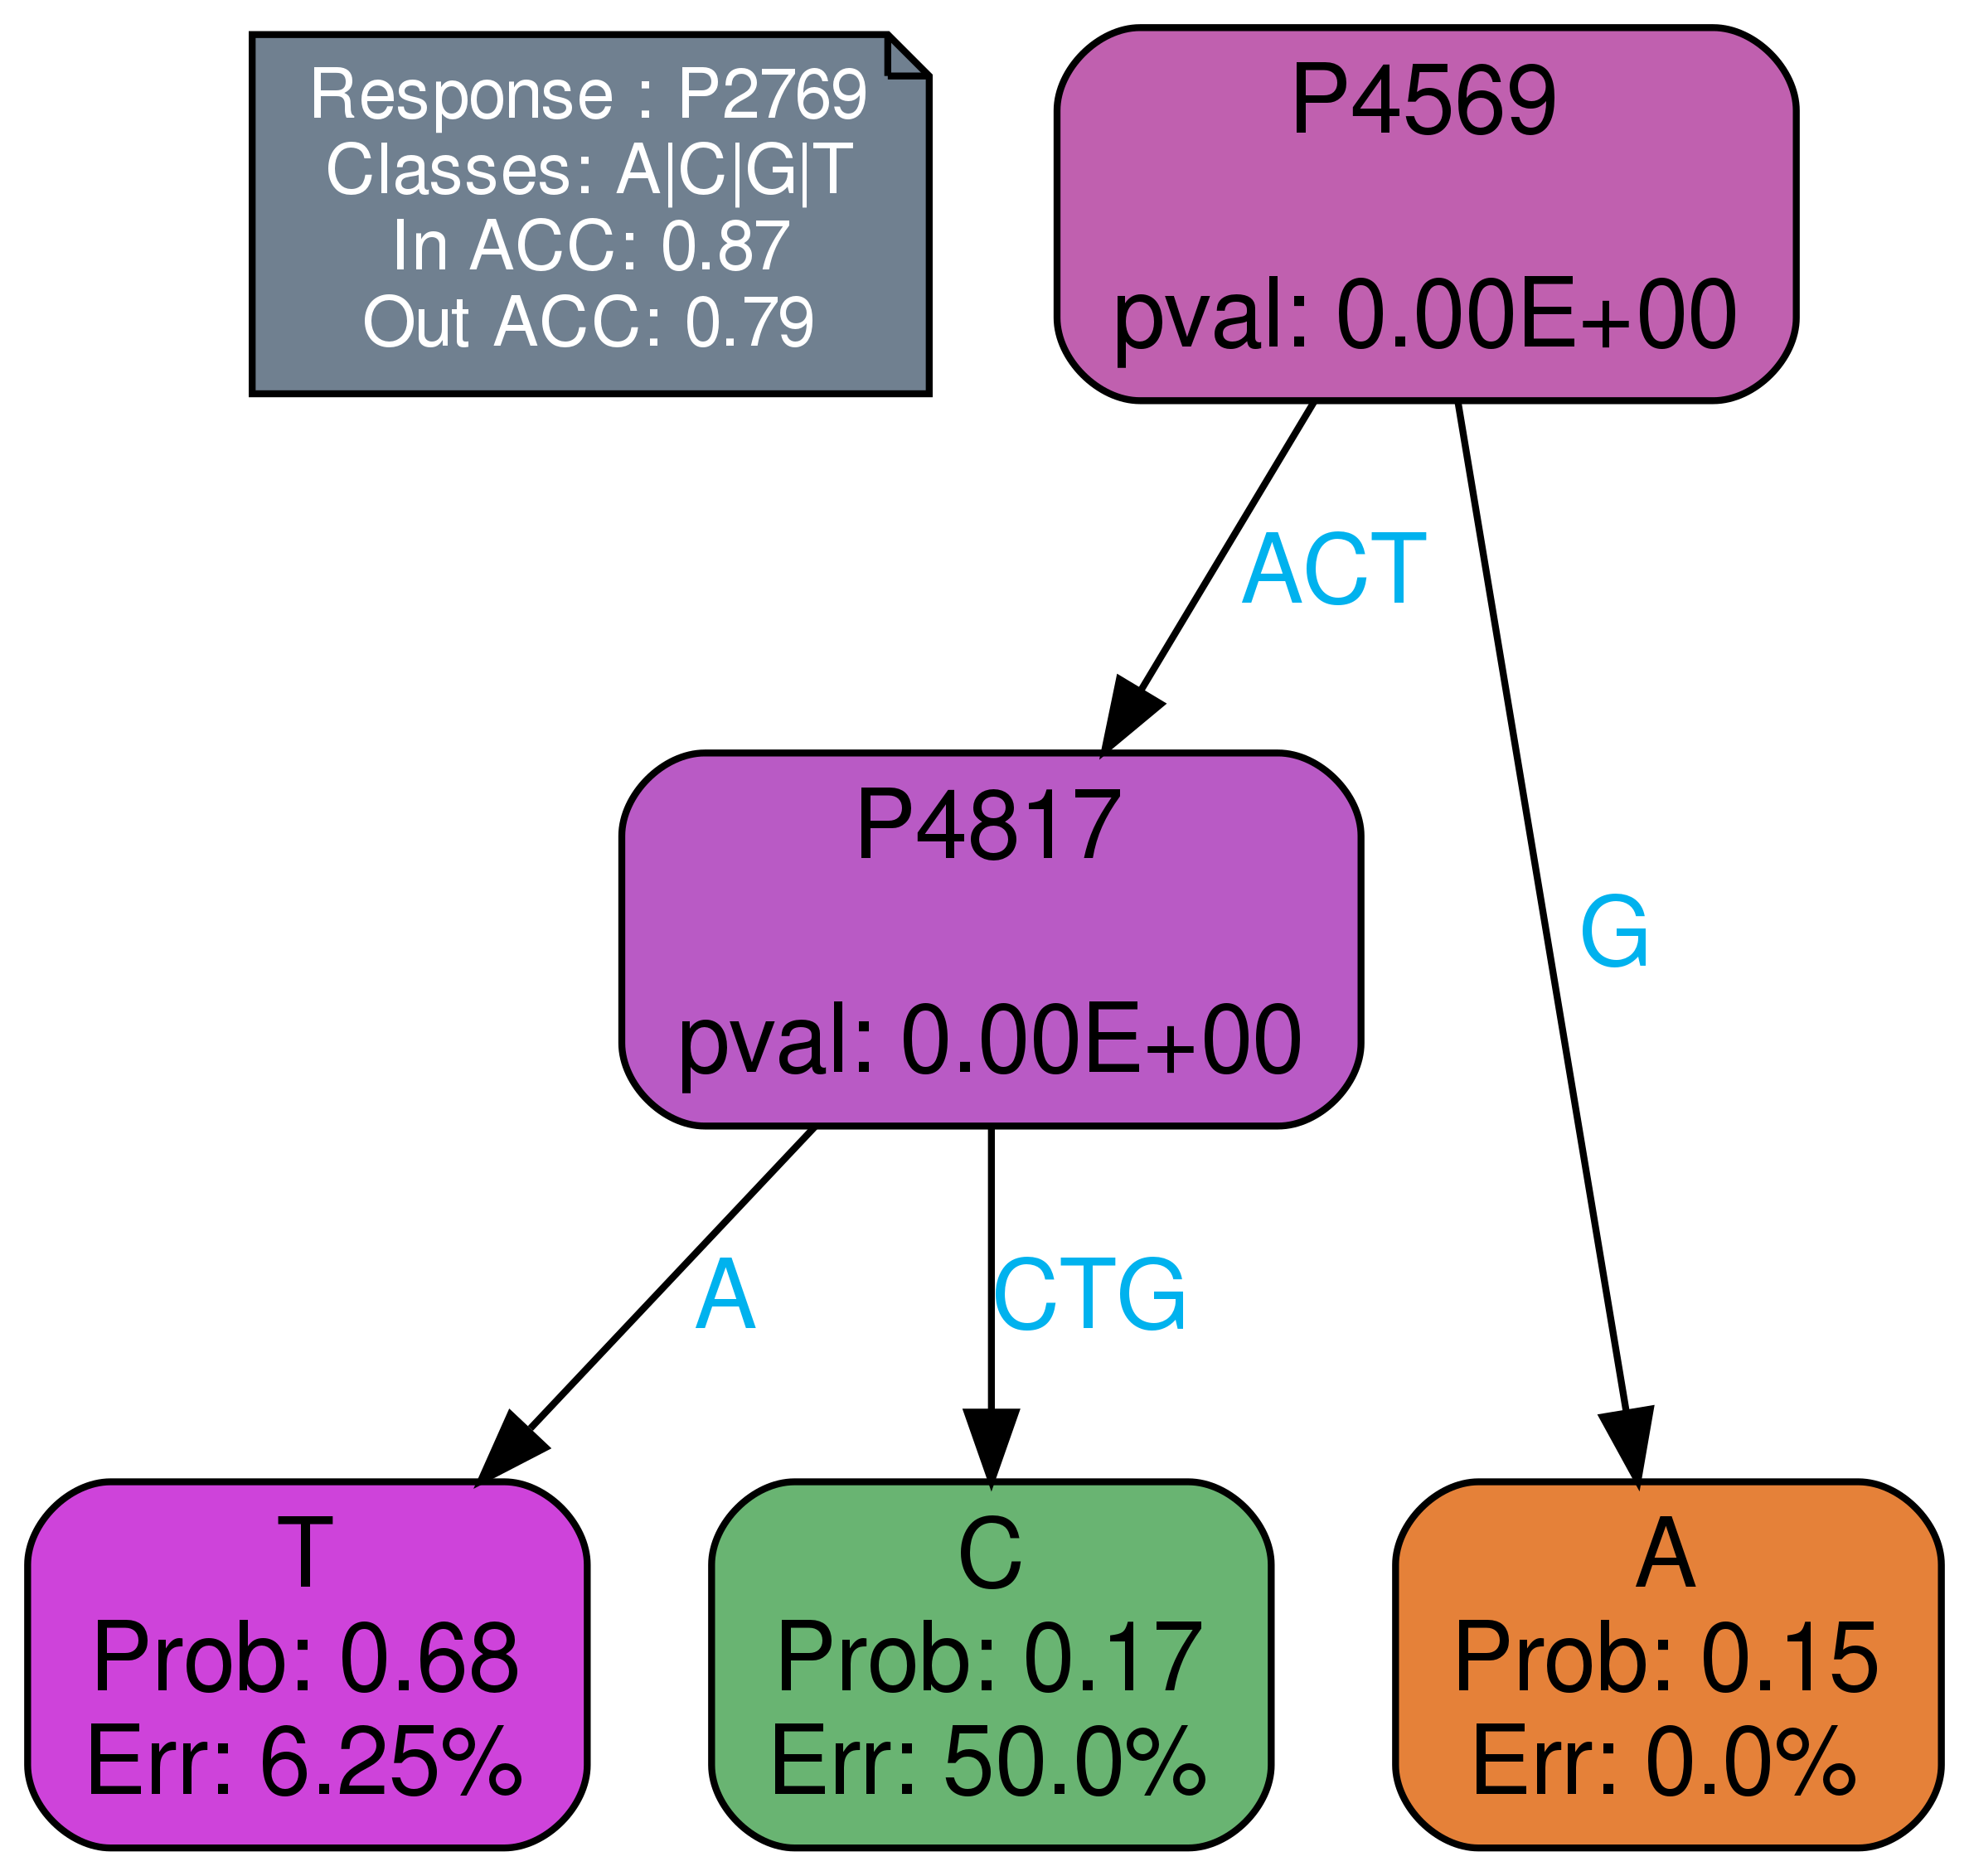 Response : P2769
Classes: A|C|G|T
In ACC: 0.87
Out ACC: 0.79
P4569
pval: 0.00E+00
ACT
G
P4817
pval: 0.00E+00
A
CTG
T
Prob: 0.68
Err: 6.25%
C
Prob: 0.17
Err: 50.0%
A
Prob: 0.15
Err: 0.0%